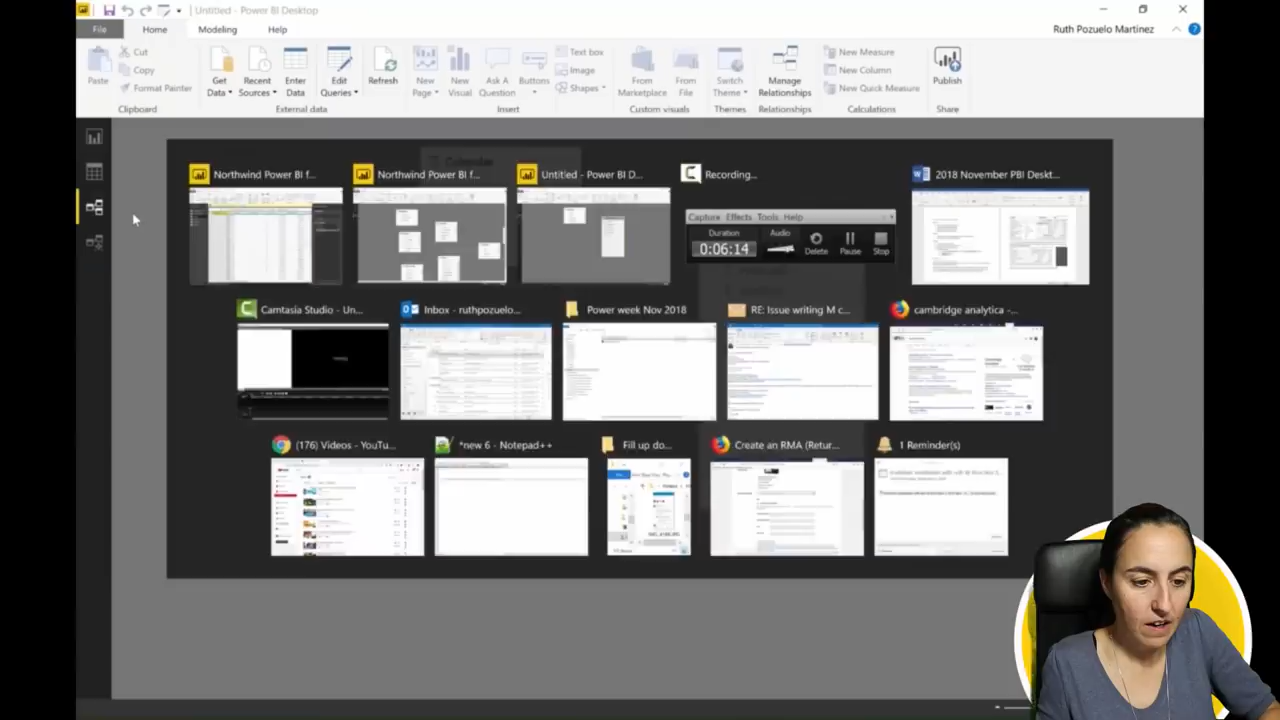 Untitled - Power BI Desktop
File Home Modeling Help
Ruth Pozuelo Martinez
Paste
Cut
Copy
Format Painter
Clipboard
Get Data
Recent Sources
Enter Data
Edit Queries
Refresh
External data
New Page
New Visual
Ask A Question
Buttons
Text box
Image
Shapes
Insert
From Marketplace
From File
Custom visuals
Switch Theme
Themes
Manage Relationships
Relationships
New Measure
New Column
New Quick Measure
Calculations
Publish
Share
Calendar
Northwind Power BI f...
Northwind Power BI f...
Untitled - Power BI D...
Recording...
2018 November PBI Deskt...
Capture Effects Tools Help
Duration
0:06:14
Audio
Delete
Pause
Stop
Camtasia Studio - Un...
Inbox - ruthpozuelo...
Power week Nov 2018
RE: Issue writing M c...
cambridge analytica -...
(176) Videos - YouTu...
*new 6 - Notepad++
Fill up do...
Create an RMA (Retur...
1 Reminder(s)